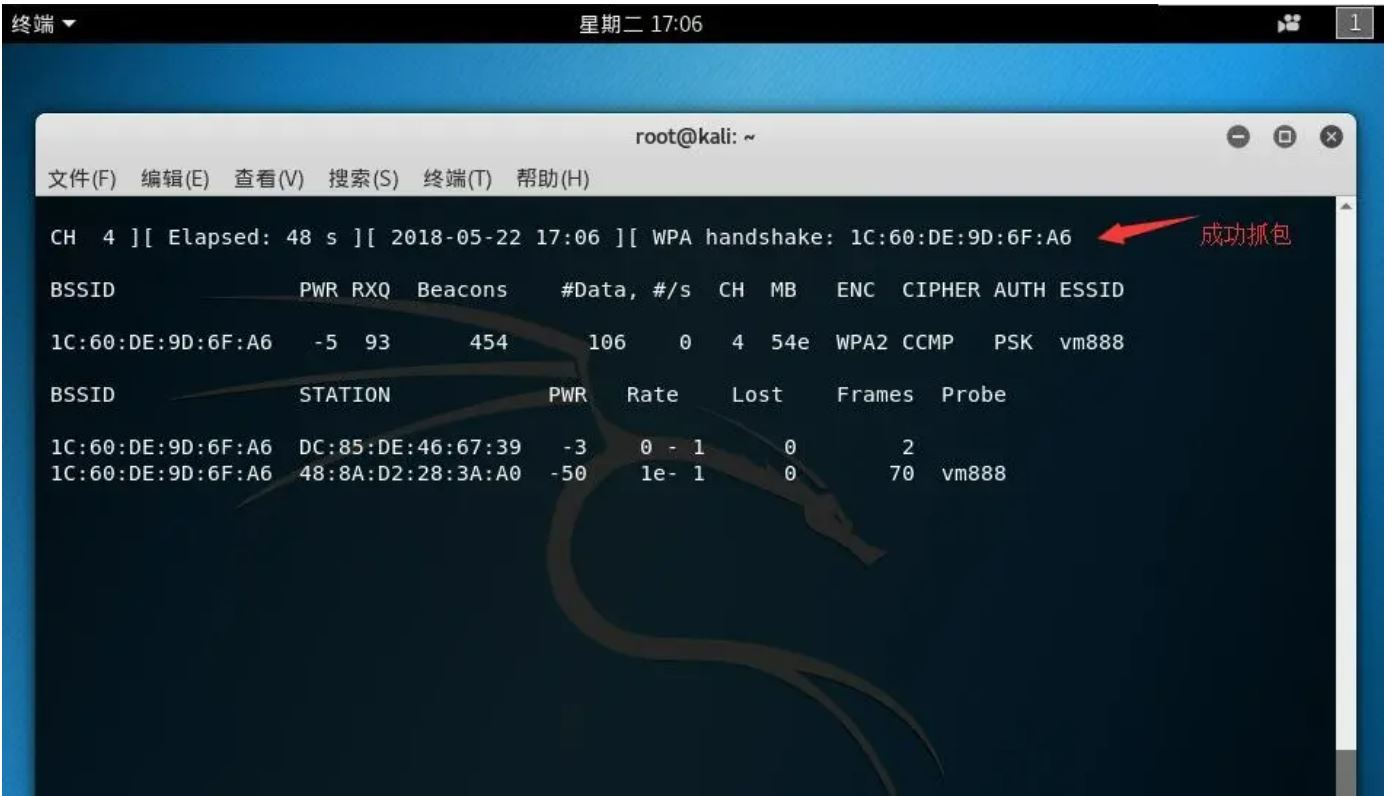 终端 星期二 17:06 1
root@kali: ~
文件(F) 编辑(E) 查看(V) 搜索(S) 终端(T) 帮助(H)
CH 4 ][ Elapsed: 48 s ][ 2018-05-22 17:06 ][ WPA handshake: 1C:60:DE:9D:6F:A6 成功抓包
BSSID PWR RXQ Beacons #Data, #/s CH MB ENC CIPHER AUTH ESSID
1C:60:DE:9D:6F:A6 -5 93 454 106 0 4 54e WPA2 CCMP PSK vm888
BSSID STATION PWR Rate Lost Frames Probe
1C:60:DE:9D:6F:A6 DC:85:DE:46:67:39 -3 0 - 1 0 2
1C:60:DE:9D:6F:A6 48:8A:D2:28:3A:A0 -50 1e- 1 0 70 vm888